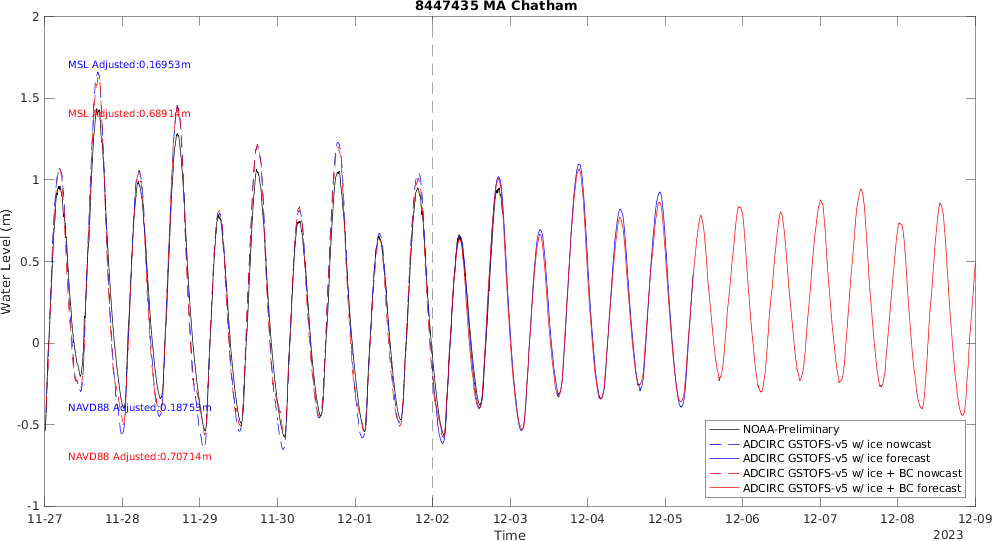 8447435 MA Chatham
2
1.5
1
0.5
0
-0.5
-1
Water Level (m)
MSL Adjusted:0.16953m
MSL Adjusted:0.68914m
NAVD88 Adjusted:0.18755m
NAVD88 Adjusted:0.70714m
NOAA-Preliminary
ADCIRC GSTOFS-v5 w/ ice nowcast
ADCIRC GSTOFS-v5 w/ ice forecast
ADCIRC GSTOFS-v5 w/ ice + BC nowcast
ADCIRC GSTOFS-v5 w/ ice + BC forecast
11-27 11-28 11-29 11-30 12-01 12-02 12-03 12-04 12-05 12-06 12-07 12-08 12-09
Time
2023